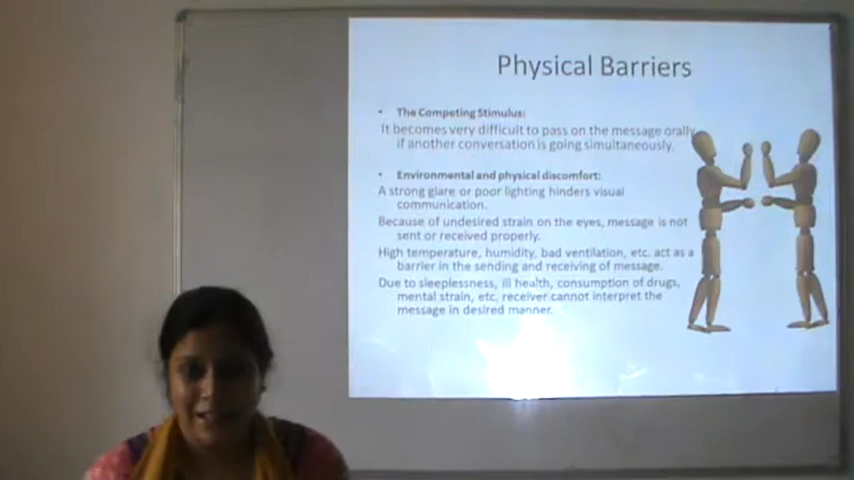 Physical Barriers
• The Competing Stimulus:
It becomes very difficult to pass on the message orally
if another conversation is going simultaneously.
• Environmental and physical discomfort:
A strong glare or poor lighting hinders visual
communication.
Because of undesired strain on the eyes, message is not
sent or received properly.
High temperature, humidity, bad ventilation, etc. act as a
barrier in the sending and receiving of message.
Due to sleeplessness, ill health, consumption of drugs,
mental strain, etc, receiver cannot interpret the
message in desired manner.